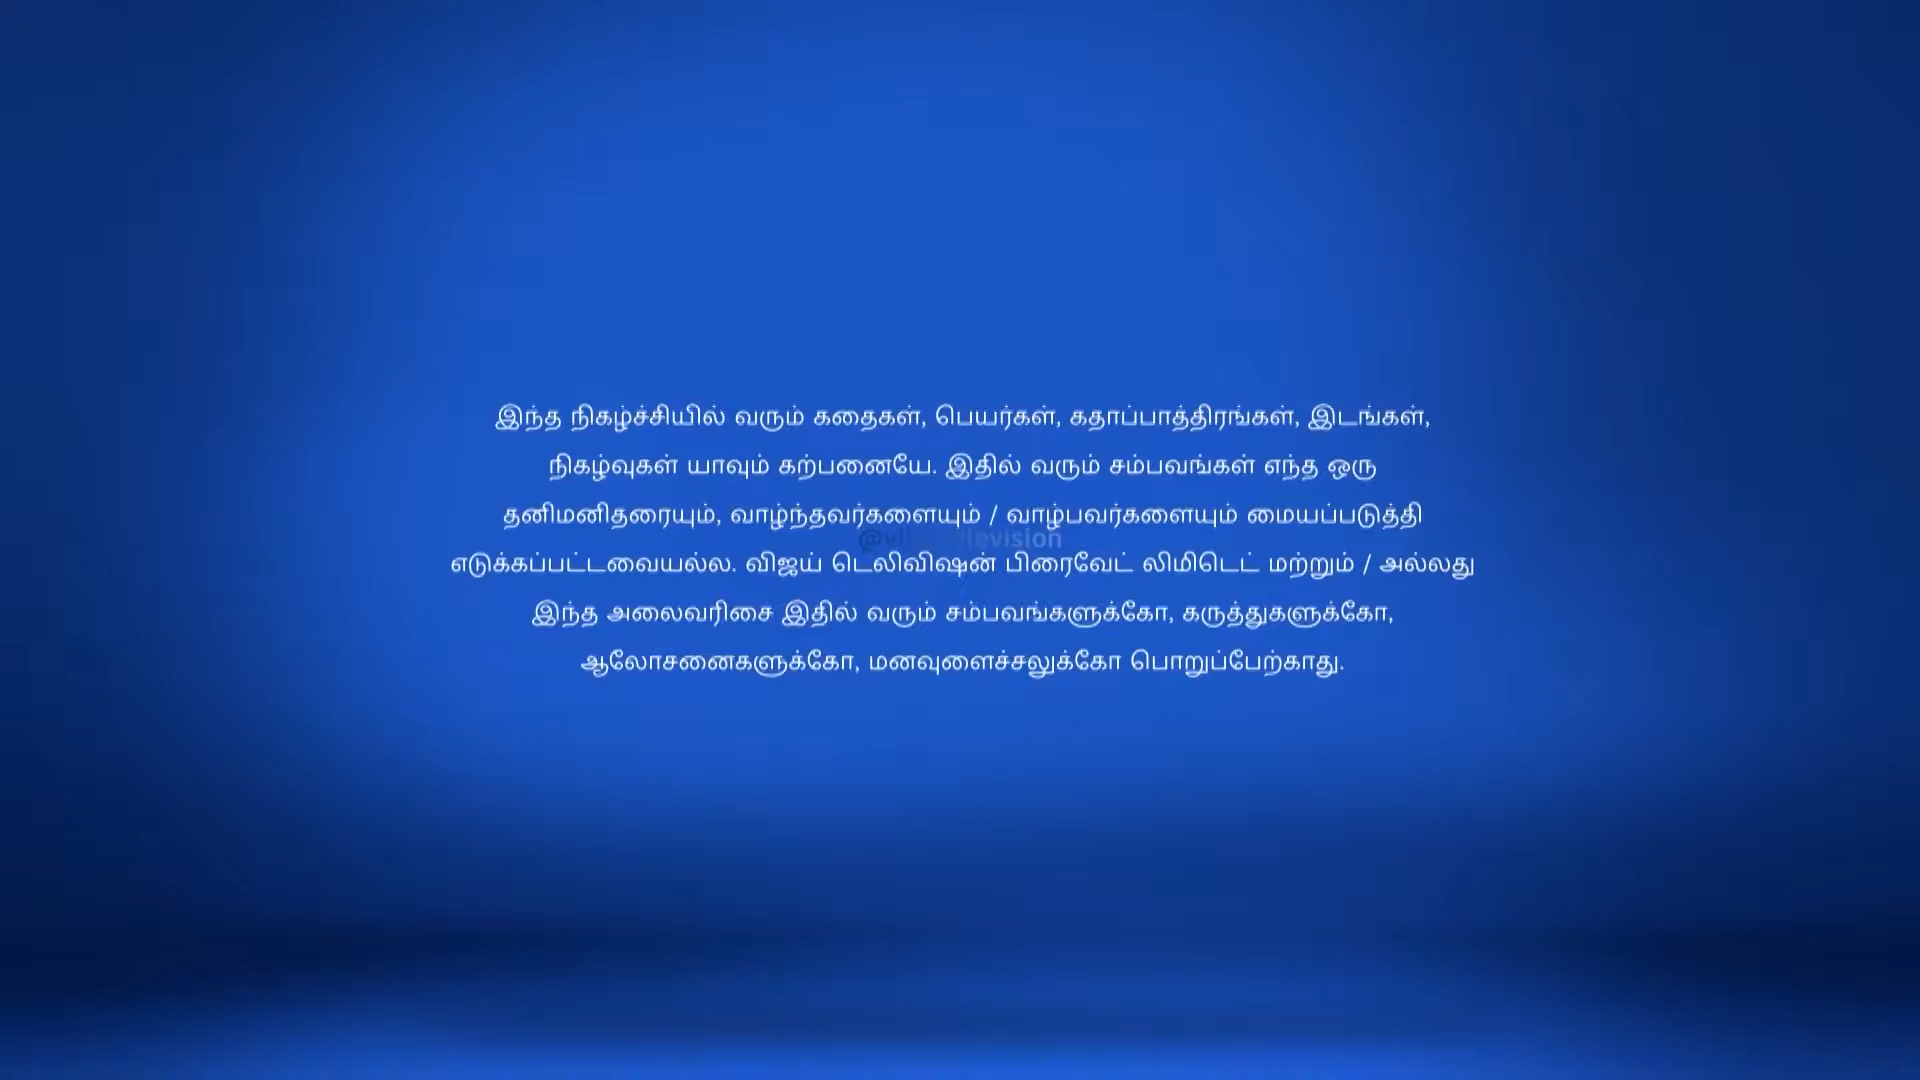 இந்த நிகழ்ச்சியில் வரும் கதைகள், பெயர்கள், கதாப்பாத்திரங்கள், இடங்கள்,
நிகழ்வுகள் யாவும் கற்பனையே. இதில் வரும் சம்பவங்கள் எந்த ஒரு
தனிமனிதரையும், வாழ்ந்தவர்களையும் / வாழ்பவர்களையும் மையப்படுத்தி
எடுக்கப்பட்டவையல்ல. விஜய் டெலிவிஷன் பிரைவேட் லிமிடெட் மற்றும் / அல்லது
இந்த அலைவரிசை இதில் வரும் சம்பவங்களுக்கோ, கருத்துகளுக்கோ,
ஆலோசனைகளுக்கோ, மனவுளைச்சலுக்கோ பொறுப்பேற்காது.